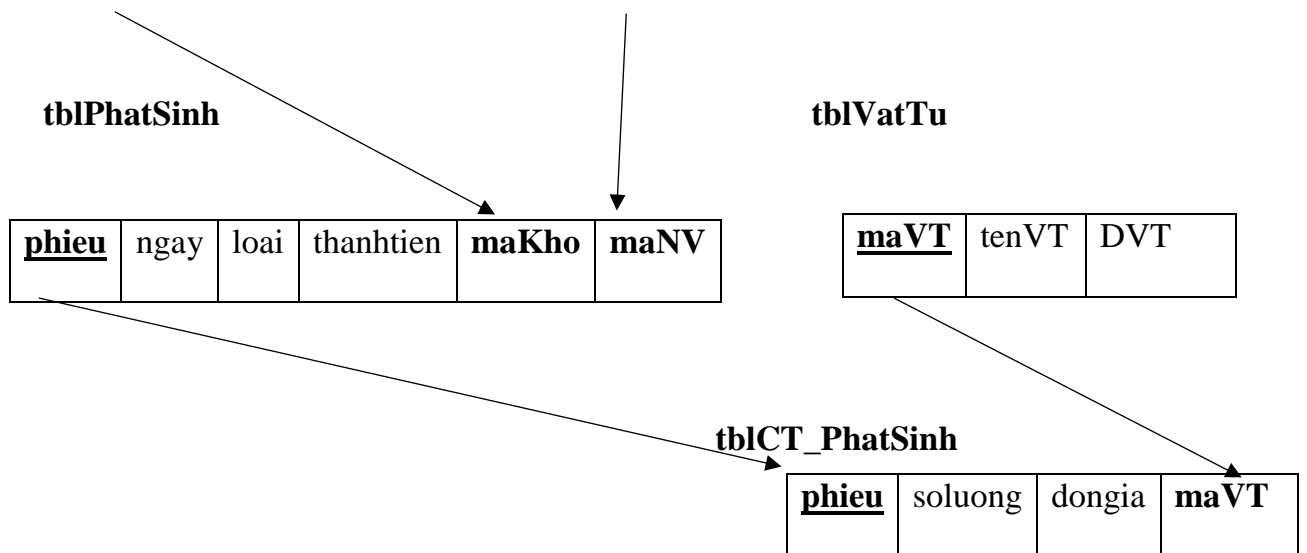 tblPhatSinh tblVatTu
phieu ngay loai thanhtien maKho maNV
maVT tenVT DVT
tblCT_PhatSinh
phieu soluong dongia maVT